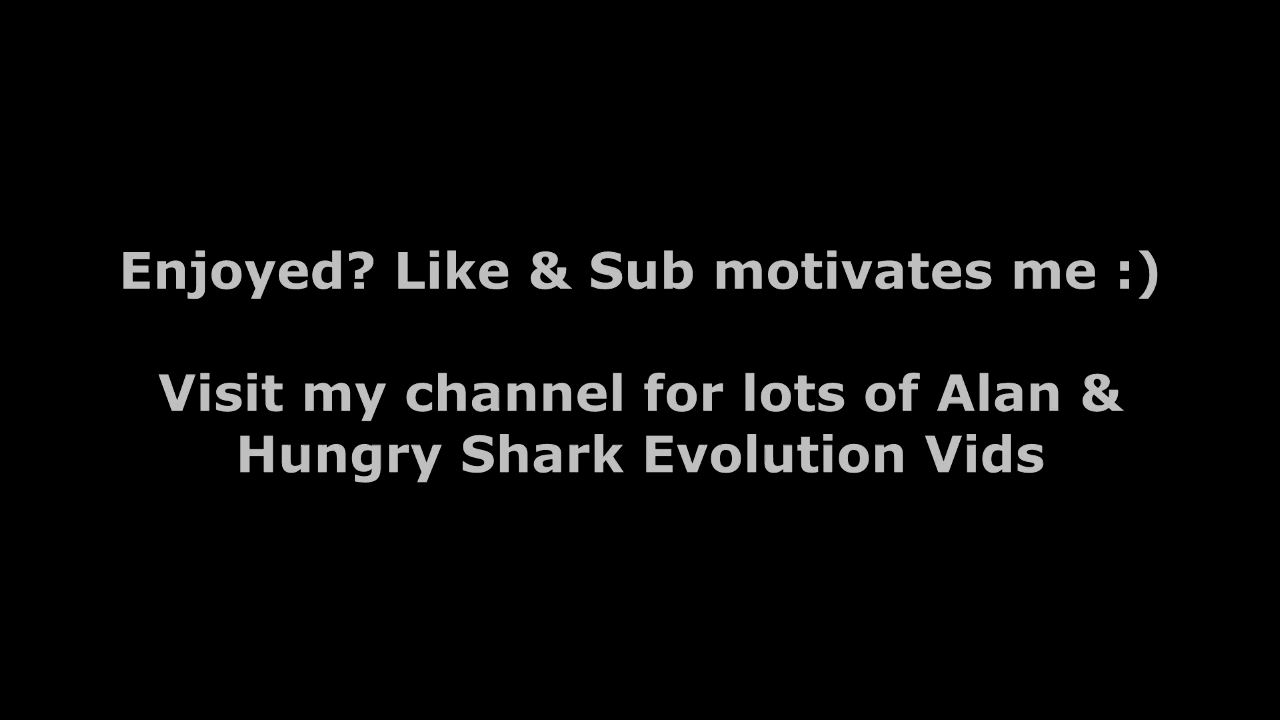 Enjoyed? Like & Sub motivates me :)
Visit my channel for lots of Alan &
Hungry Shark Evolution Vids